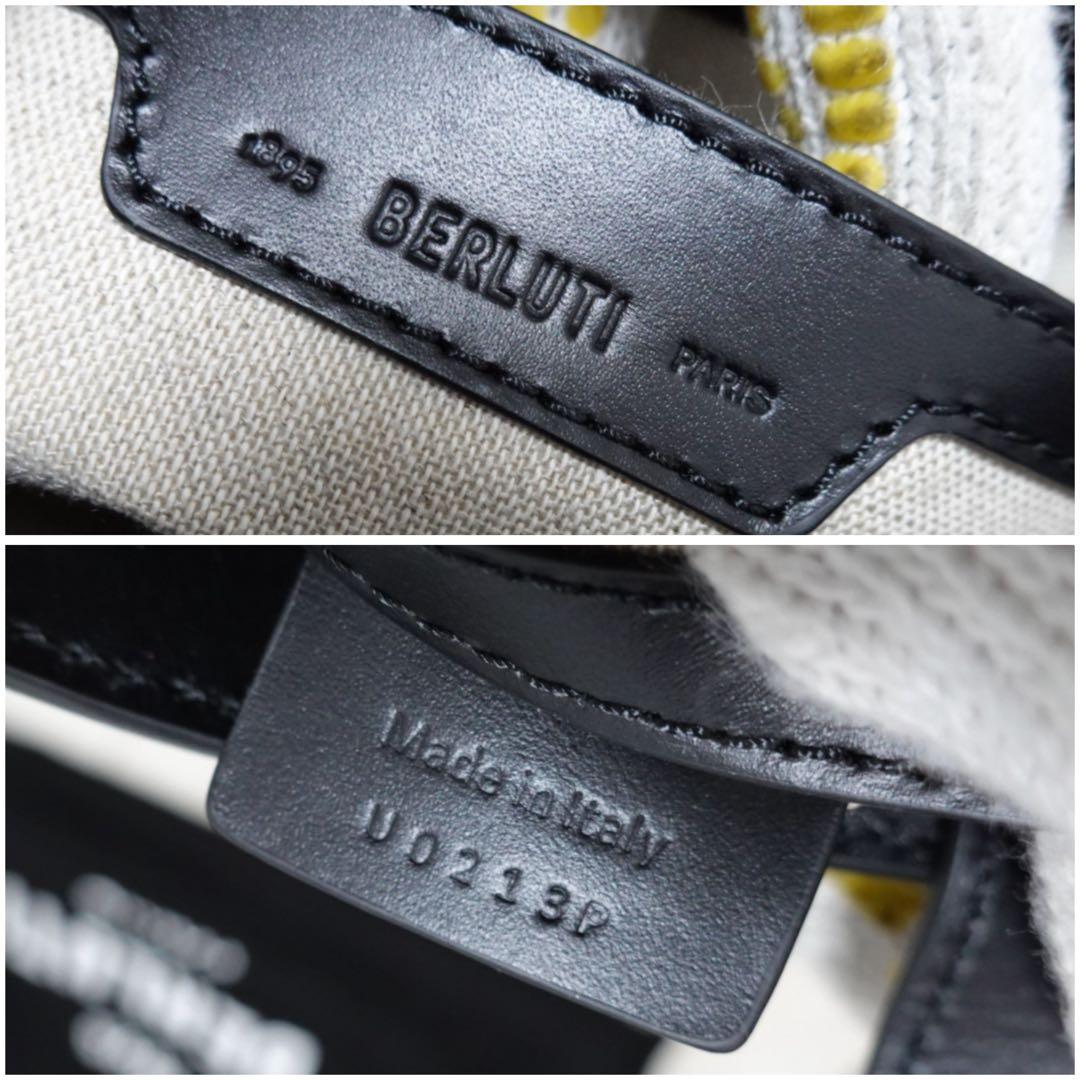 1895 BERLUTI PARIS
Made in Italy
U0213P